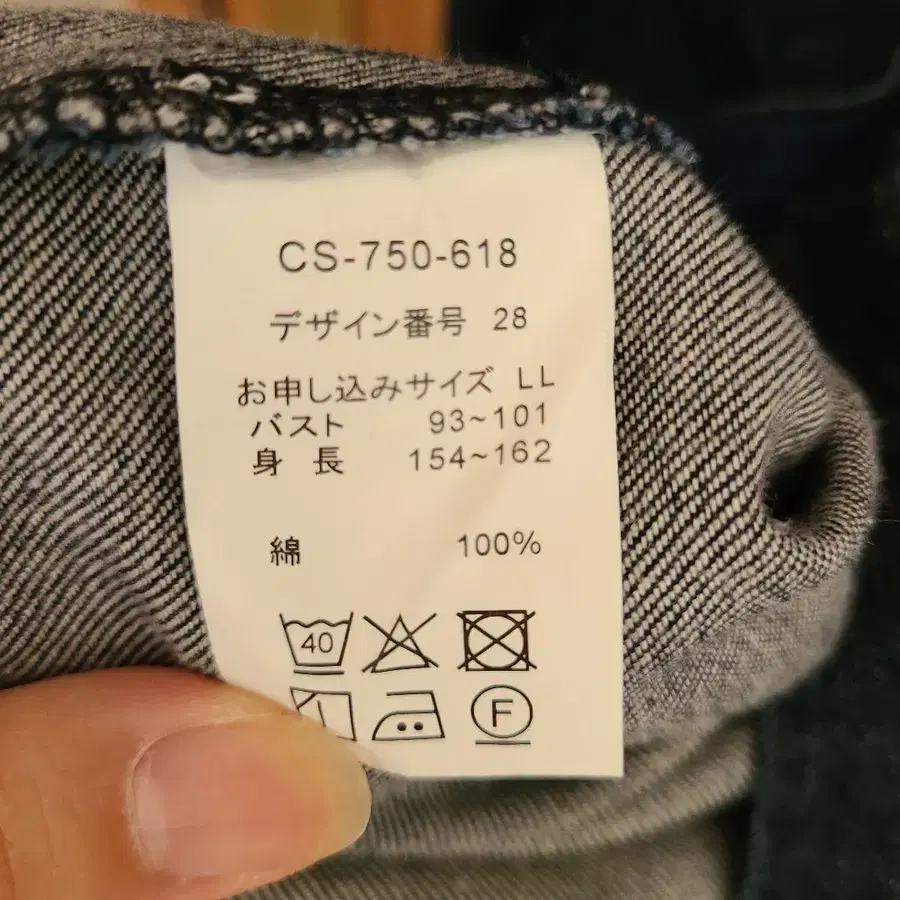 CS-750-618
デザイン番号 28
お申し込みサイズ LL
バスト 93~101
身 長 154~162
綿 100%
40
F